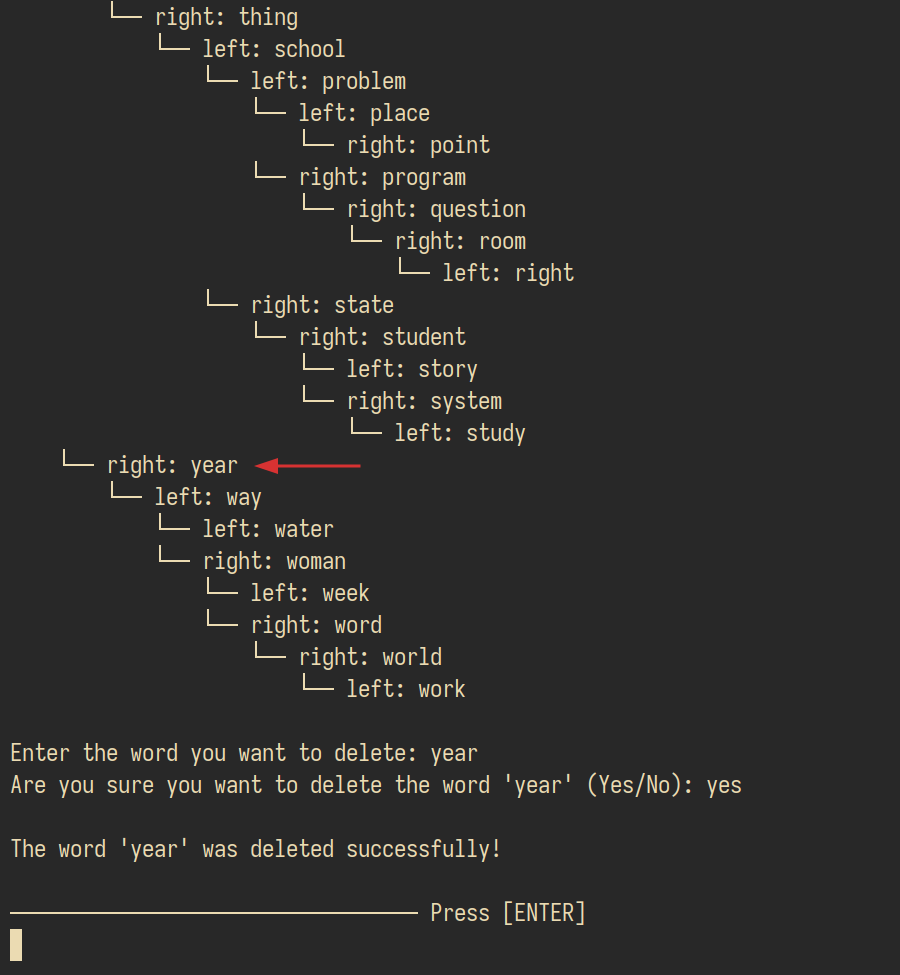 right: thing
left: school
left: problem
left: place
right: point
right: program
right: question
right: room
left: right
right: state
right: student
left: story
right: system
left: study
right: year
left: way
left: water
right: woman
left: week
right: word
right: world
left: work
Enter the word you want to delete: year
Are you sure you want to delete the word 'year' (Yes/No): yes
The word 'year' was deleted successfully!
Press [ENTER]